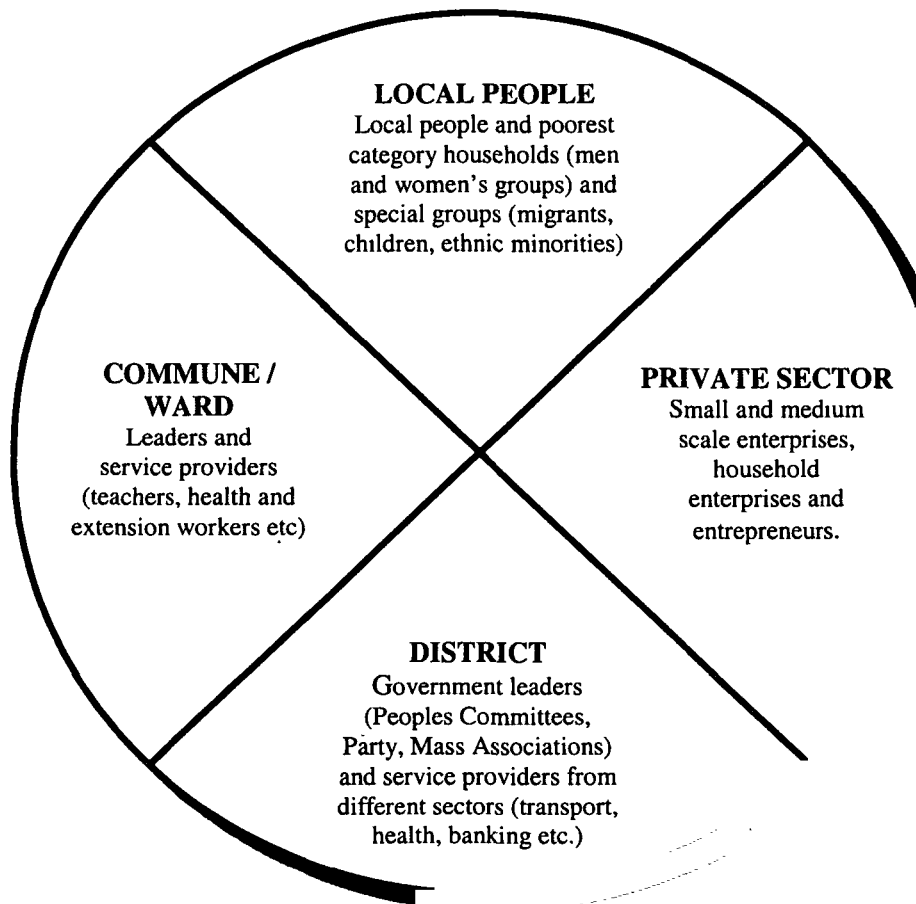 LOCAL PEOPLE
Local people and poorest
category households (men
and women's groups) and
special groups (migrants,
children, ethnic minorities)
COMMUNE /
WARD
Leaders and
service providers
(teachers, health and
extension workers etc)
PRIVATE SECTOR
Small and medium
scale enterprises,
household
enterprises and
entrepreneurs.
DISTRICT
Government leaders
(Peoples Committees,
Party, Mass Associations)
and service providers from
different sectors (transport,
health, banking etc.)